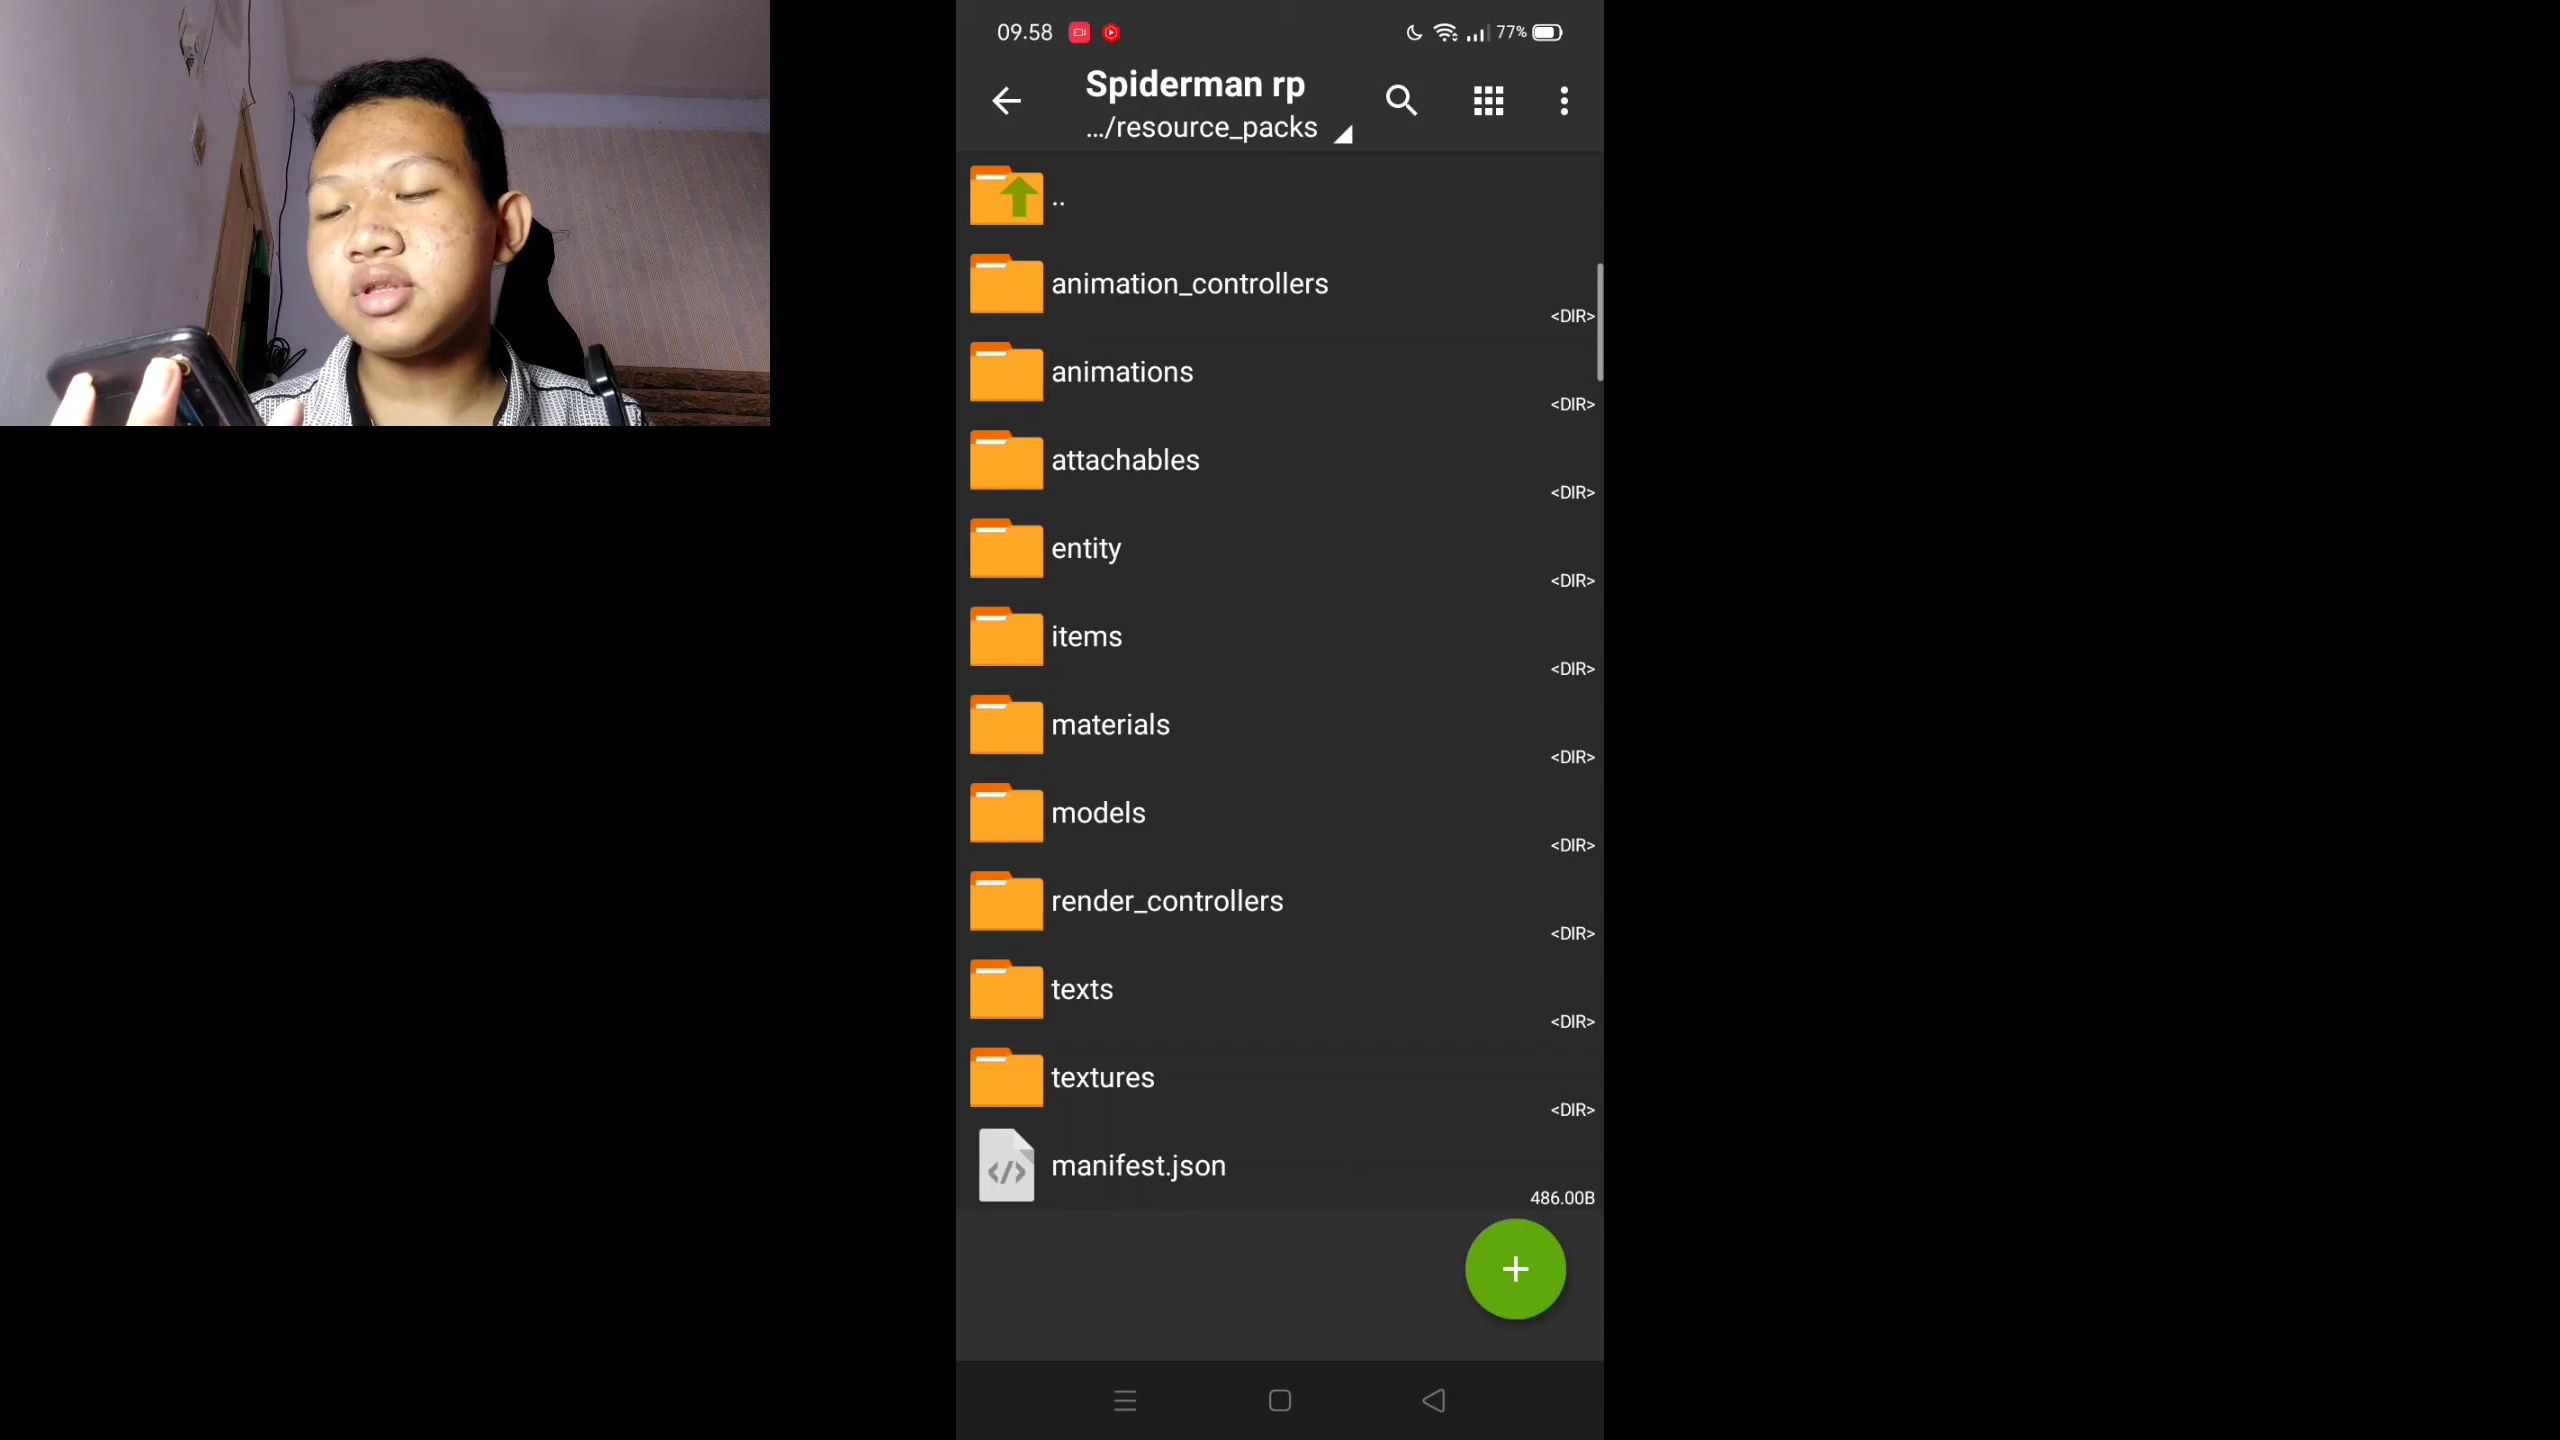 09.58
77%
Spiderman rp
.../resource_packs
..
animation_controllers
<DIR>
animations
<DIR>
attachables
<DIR>
entity
<DIR>
items
<DIR>
materials
<DIR>
models
<DIR>
render_controllers
<DIR>
texts
<DIR>
textures
<DIR>
manifest.json
486.00B